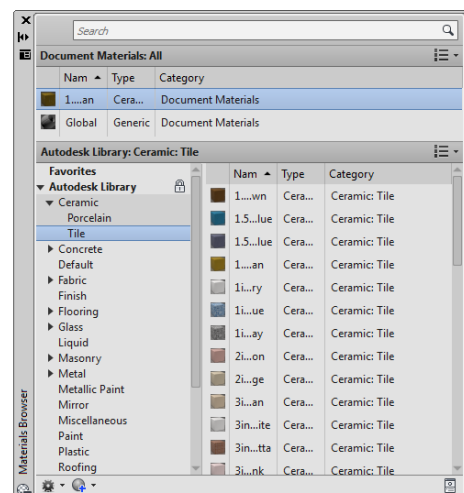 Search
Document Materials: All
Nam Type Category
1....an Cera... Document Materials
Global Generic Document Materials
Autodesk Library: Ceramic: Tile
Favorites
Autodesk Library
Ceramic
Porcelain
Tile
Concrete
Default
Fabric
Finish
Flooring
Glass
Liquid
Masonry
Metal
Metallic Paint
Mirror
Miscellaneous
Paint
Plastic
Roofing
Nam Type Category
1....wn Cera... Ceramic: Tile
1.5...lue Cera... Ceramic: Tile
1.5...lue Cera... Ceramic: Tile
1....an Cera... Ceramic: Tile
1i...ry Cera... Ceramic: Tile
1i...ue Cera... Ceramic: Tile
1i...ay Cera... Ceramic: Tile
2i...on Cera... Ceramic: Tile
2i...ge Cera... Ceramic: Tile
3i...an Cera... Ceramic: Tile
3in...ite Cera... Ceramic: Tile
3in...tta Cera... Ceramic: Tile
3i...nk Cera... Ceramic: Tile
Materials Browser